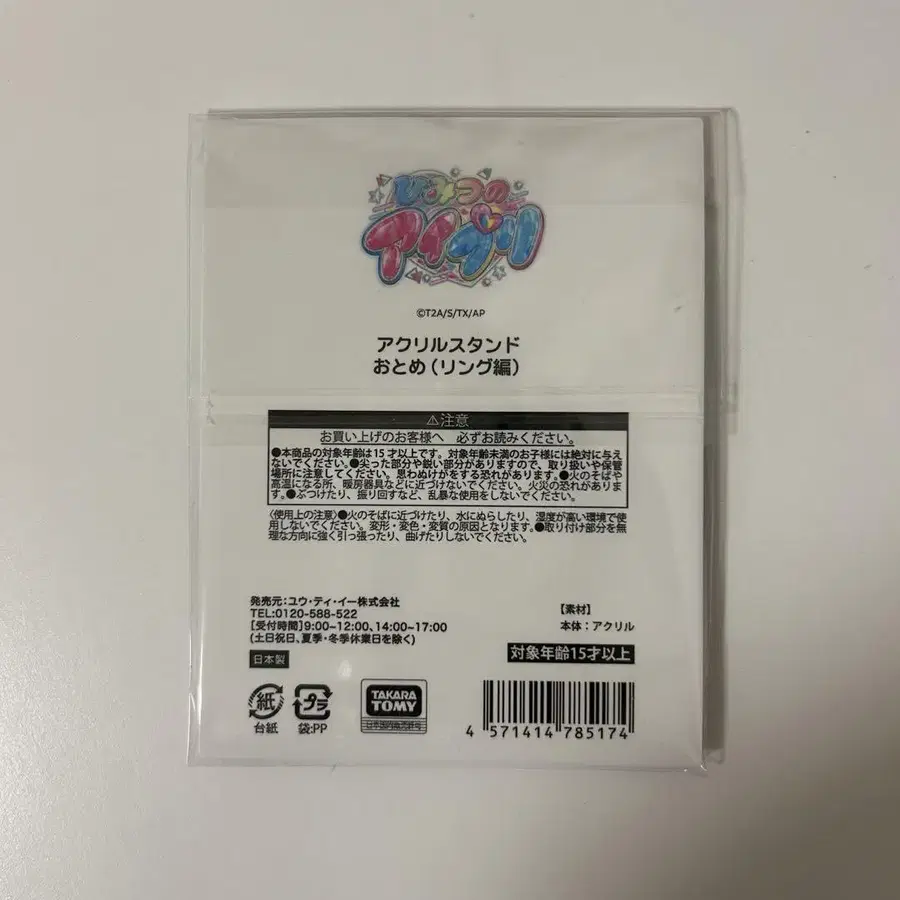 ひみつの
アイプリ
©T2A/S/TX/AP
アクリルスタンド
おとめ（リング編）
⚠注意
お買い上げのお客様へ 必ずお読みください。
●本商品の対象年齢は15才以上です。対象年齢未満のお子様には絶対に与え
ないでください。●尖った部分や鋭い部分がありますので、取り扱いや保管
場所に注意してください。思わぬけがをする恐れがあります。●火のそばや
高温になる所、暖房器具などに近づけないでください。火災の恐れがありま
す。●ぶつけたり、振り回すなど、乱暴な使用をしないでください。
〈使用上の注意〉●火のそばに近づけたり、水にぬらしたり、湿度が高い環境で使
用しないでください。変形・変色・変質の原因となります。●取り付け部分を無
理な方向に強く引っ張ったり、曲げたりしないでください。
発売元:ユウ・ティ・イー株式会社
TEL:0120-588-522
[受付時間]9:00~12:00、14:00~17:00
(土日祝日、夏季・冬季休業日を除く)
日本製
【素材】
本体：アクリル
対象年齢15才以上
紙
台紙
プラ
袋:PP
TAKARA
TOMY
日本国内販売許諾
4 571414 785174